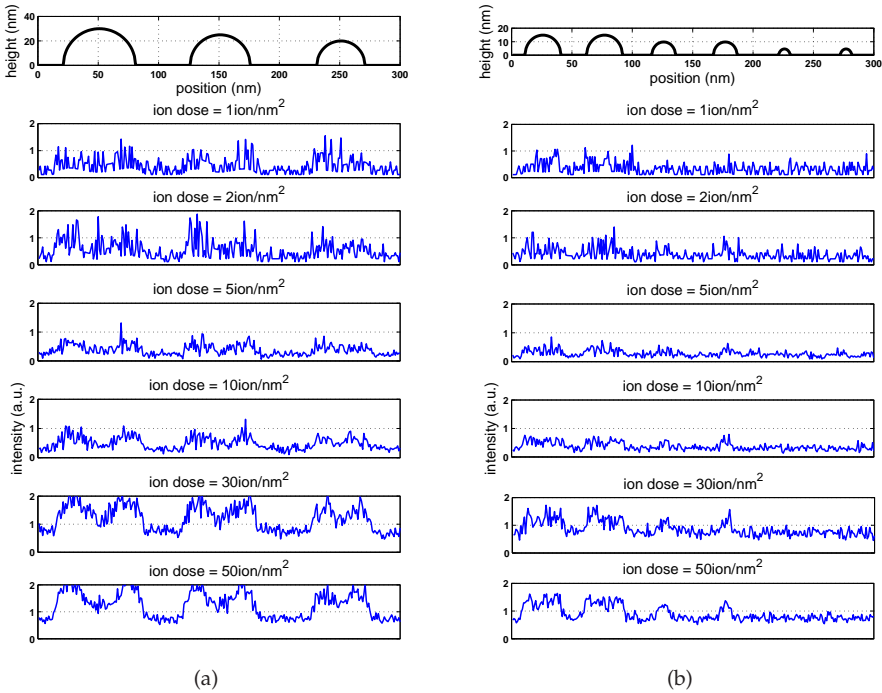 height (nm)
40
20
0
0 50 100 150 200 250 300
position (nm)
ion dose = 1ion/nm²
2
1
0
ion dose = 2ion/nm²
2
1
0
ion dose = 5ion/nm²
2
1
0
ion dose = 10ion/nm²
2
1
0
intensity (a.u.)
ion dose = 30ion/nm²
2
1
0
ion dose = 50ion/nm²
2
1
0
(a)
height (nm)
20
10
0
0 50 100 150 200 250 300
position (nm)
ion dose = 1ion/nm²
2
1
0
ion dose = 2ion/nm²
2
1
0
ion dose = 5ion/nm²
2
1
0
ion dose = 10ion/nm²
2
1
0
intensity (a.u.)
ion dose = 30ion/nm²
2
1
0
ion dose = 50ion/nm²
2
1
0
(b)